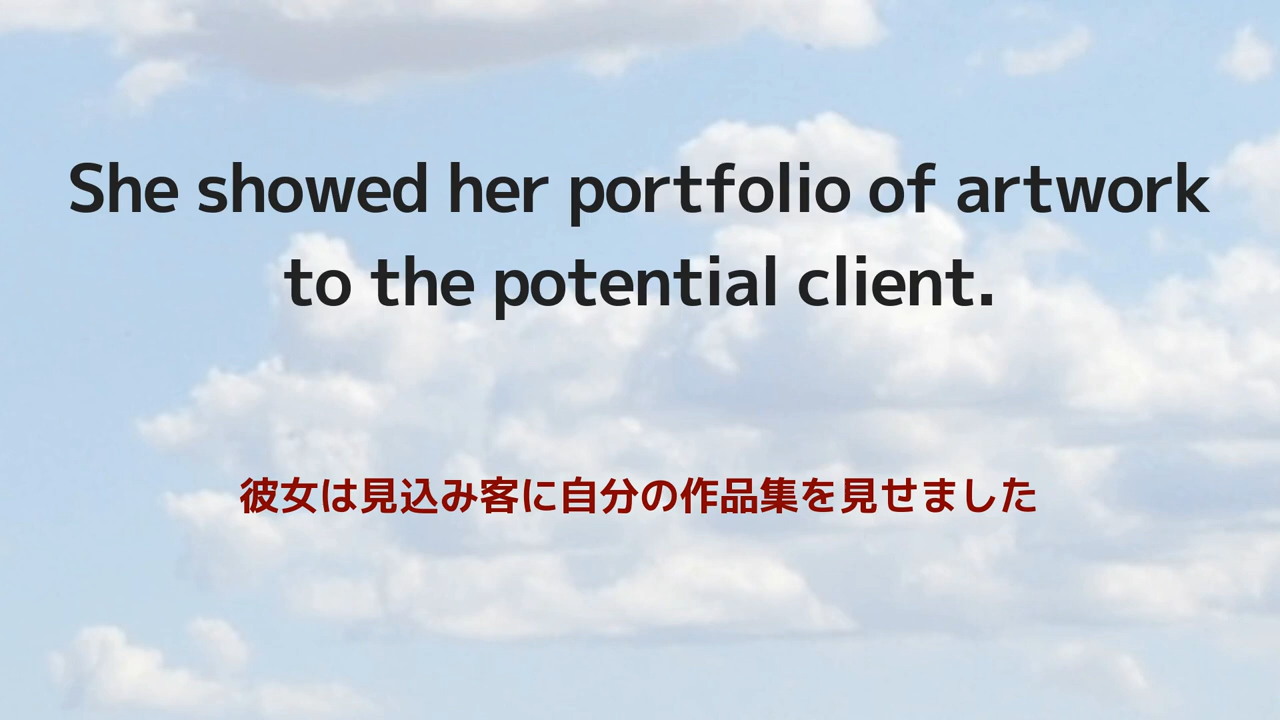 She showed her portfolio of artwork
to the potential client.
彼女は見込み客に自分の作品集を見せました